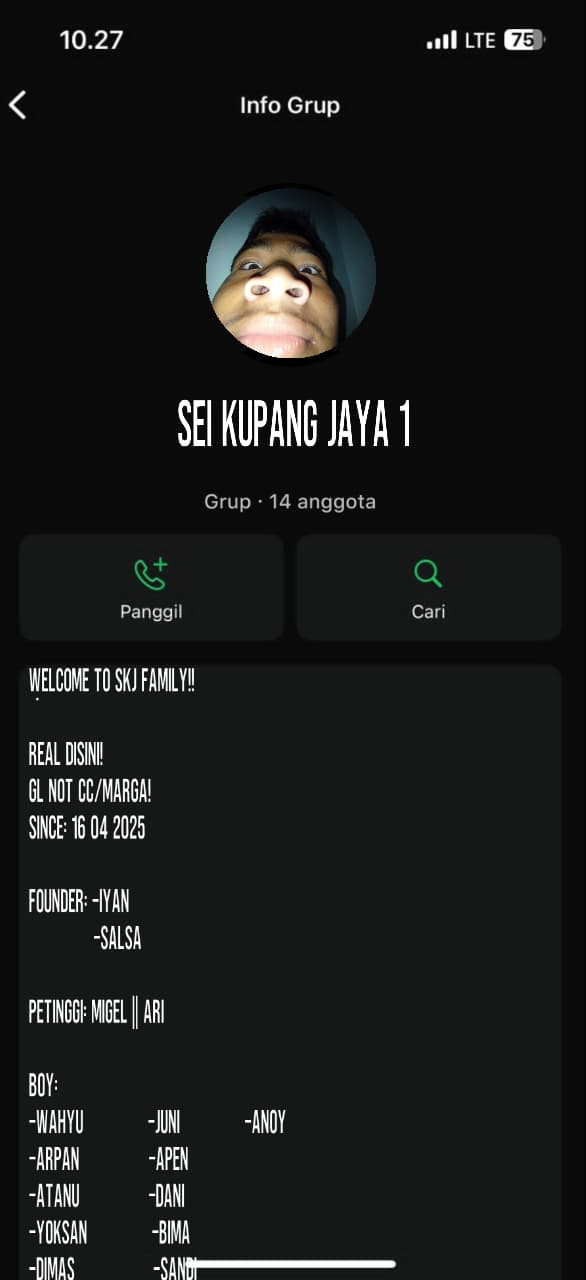 10.27
LTE 75
Info Grup
SEI KUPANG JAYA 1
Grup · 14 anggota
Panggil
Cari
WELCOME TO SKJ FAMILY!!
REAL DISINI!
GL NOT CC/MARGA!
SINCE: 16 04 2025
FOUNDER: -IYAN
-SALSA
PETINGGI: MIGEL || ARI
BOY:
-WAHYU -JUNI -ANOY
-ARPAN -APEN
-ATANU -DANI
-YOKSAN -BIMA
-DIMAS -SANDI